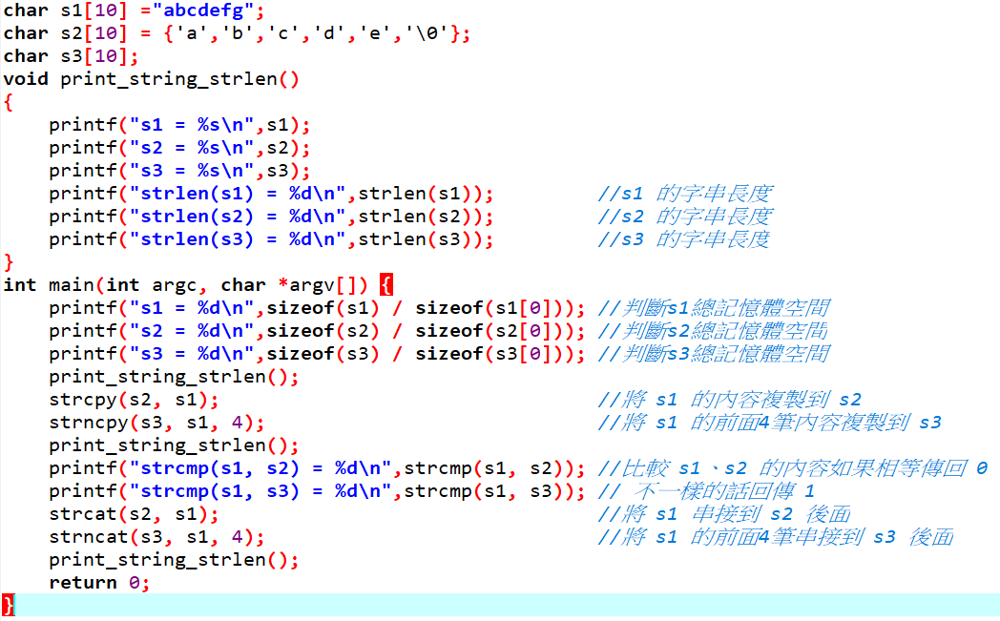 char s1[10] ="abcdefg";
char s2[10] = {'a','b','c','d','e','\0'};
char s3[10];
void print_string_strlen()
{
    printf("s1 = %s\n",s1);
    printf("s2 = %s\n",s2);
    printf("s3 = %s\n",s3);
    printf("strlen(s1) = %d\n",strlen(s1));         //s1 的字串長度
    printf("strlen(s2) = %d\n",strlen(s2));         //s2 的字串長度
    printf("strlen(s3) = %d\n",strlen(s3));         //s3 的字串長度
}
int main(int argc, char *argv[]) {
    printf("s1 = %d\n",sizeof(s1) / sizeof(s1[0])); //判斷s1總記憶體空間
    printf("s2 = %d\n",sizeof(s2) / sizeof(s2[0])); //判斷s2總記憶體空間
    printf("s3 = %d\n",sizeof(s3) / sizeof(s3[0])); //判斷s3總記憶體空間
    print_string_strlen();
    strcpy(s2, s1);                                 //將 s1 的內容複製到 s2
    strncpy(s3, s1, 4);                             //將 s1 的前面4筆內容複製到 s3
    print_string_strlen();
    printf("strcmp(s1, s2) = %d\n",strcmp(s1, s2)); //比較 s1、s2 的內容如果相等傳回 0
    printf("strcmp(s1, s3) = %d\n",strcmp(s1, s3)); // 不一樣的話回傳 1
    strcat(s2, s1);                                 //將 s1 串接到 s2 後面
    strncat(s3, s1, 4);                             //將 s1 的前面4筆串接到 s3 後面
    print_string_strlen();
    return 0;
}